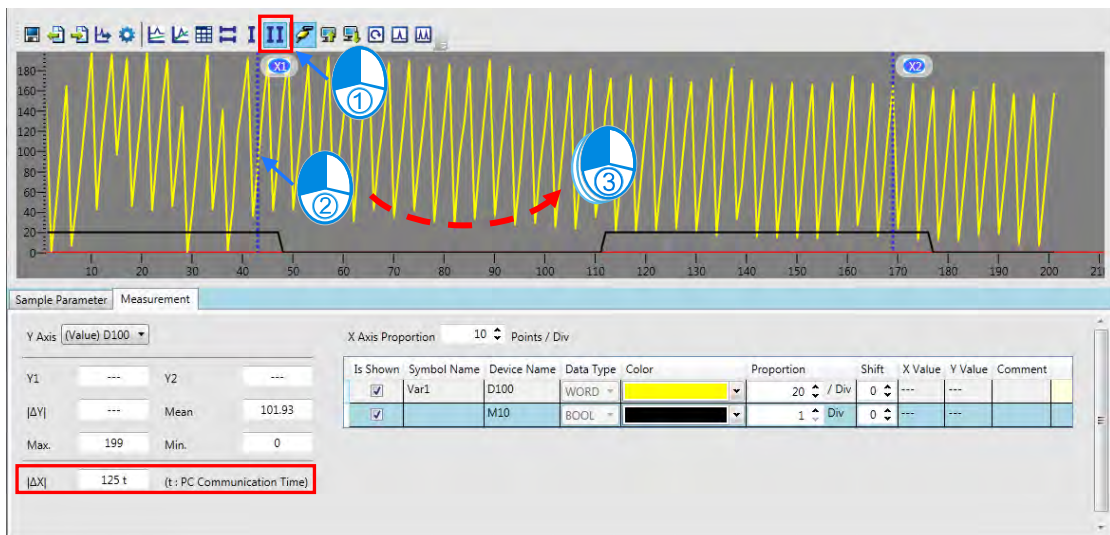 X1 X2
①
②
③
180
160
140
120
100
80
60
40
20
0
10 20 30 40 50 60 70 80 90 100 110 120 130 140 150 160 170 180 190 200 21
Sample Parameter Measurement
Y Axis (Value) D100 X Axis Proportion 10 Points / Div
Is Shown Symbol Name Device Name Data Type Color Proportion Shift X Value Y Value Comment
Var1 D100 WORD 20 / Div 0 --- ---
M10 BOOL 1 Div 0 --- ---
Y1 --- Y2 ---
|ΔY| --- Mean 101.93
Max. 199 Min. 0
|ΔX| 125 t (t : PC Communication Time)